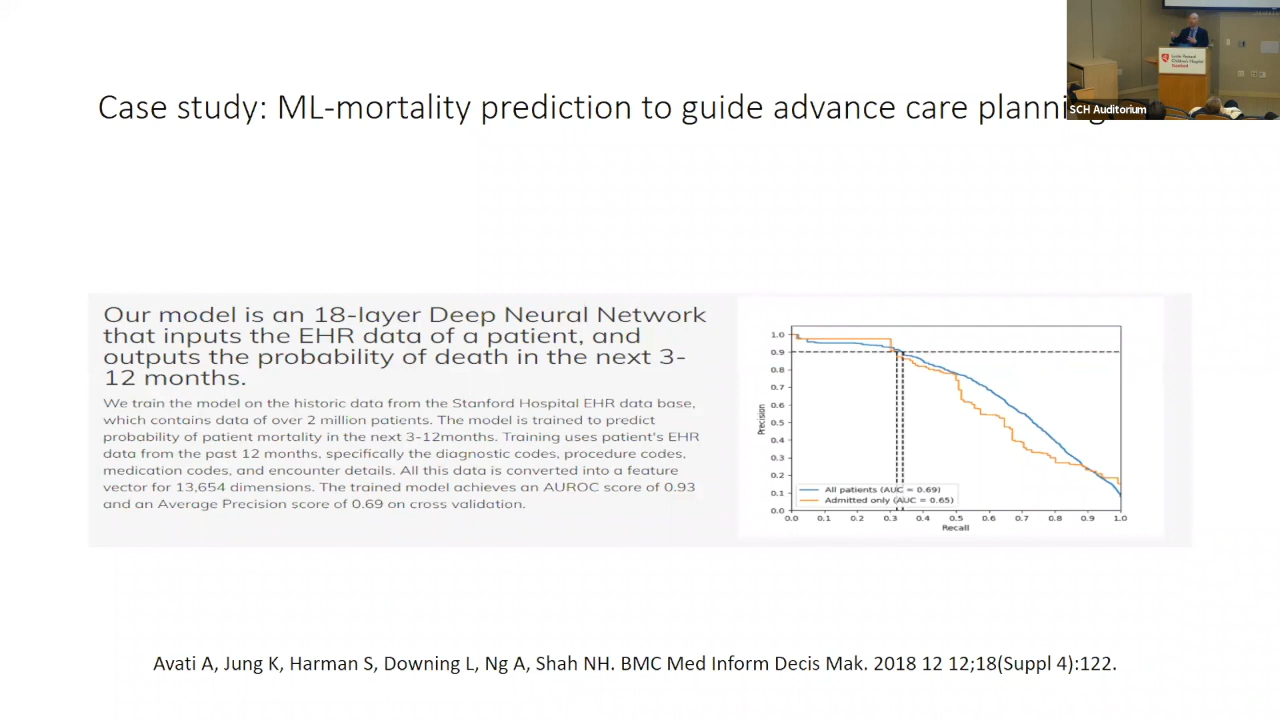 Lucile Packard
Children's Hospital
Stanford
SCH Auditorium
Case study: ML-mortality prediction to guide advance care planning
Our model is an 18-layer Deep Neural Network
that inputs the EHR data of a patient, and
outputs the probability of death in the next 3-
12 months.
We train the model on the historic data from the Stanford Hospital EHR data base,
which contains data of over 2 million patients. The model is trained to predict
probability of patient mortality in the next 3-12months. Training uses patient's EHR
data from the past 12 months, specifically the diagnostic codes, procedure codes,
medication codes, and encounter details. All this data is converted into a feature
vector for 13,654 dimensions. The trained model achieves an AUROC score of 0.93
and an Average Precision score of 0.69 on cross validation.
Precision
1.0
0.9
0.8
0.7
0.6
0.5
0.4
0.3
0.2
0.1
0.0
All patients (AUC = 0.69)
Admitted only (AUC = 0.65)
0.0 0.1 0.2 0.3 0.4 0.5 0.6 0.7 0.8 0.9 1.0
Recall
Avati A, Jung K, Harman S, Downing L, Ng A, Shah NH. BMC Med Inform Decis Mak. 2018 12 12;18(Suppl 4):122.